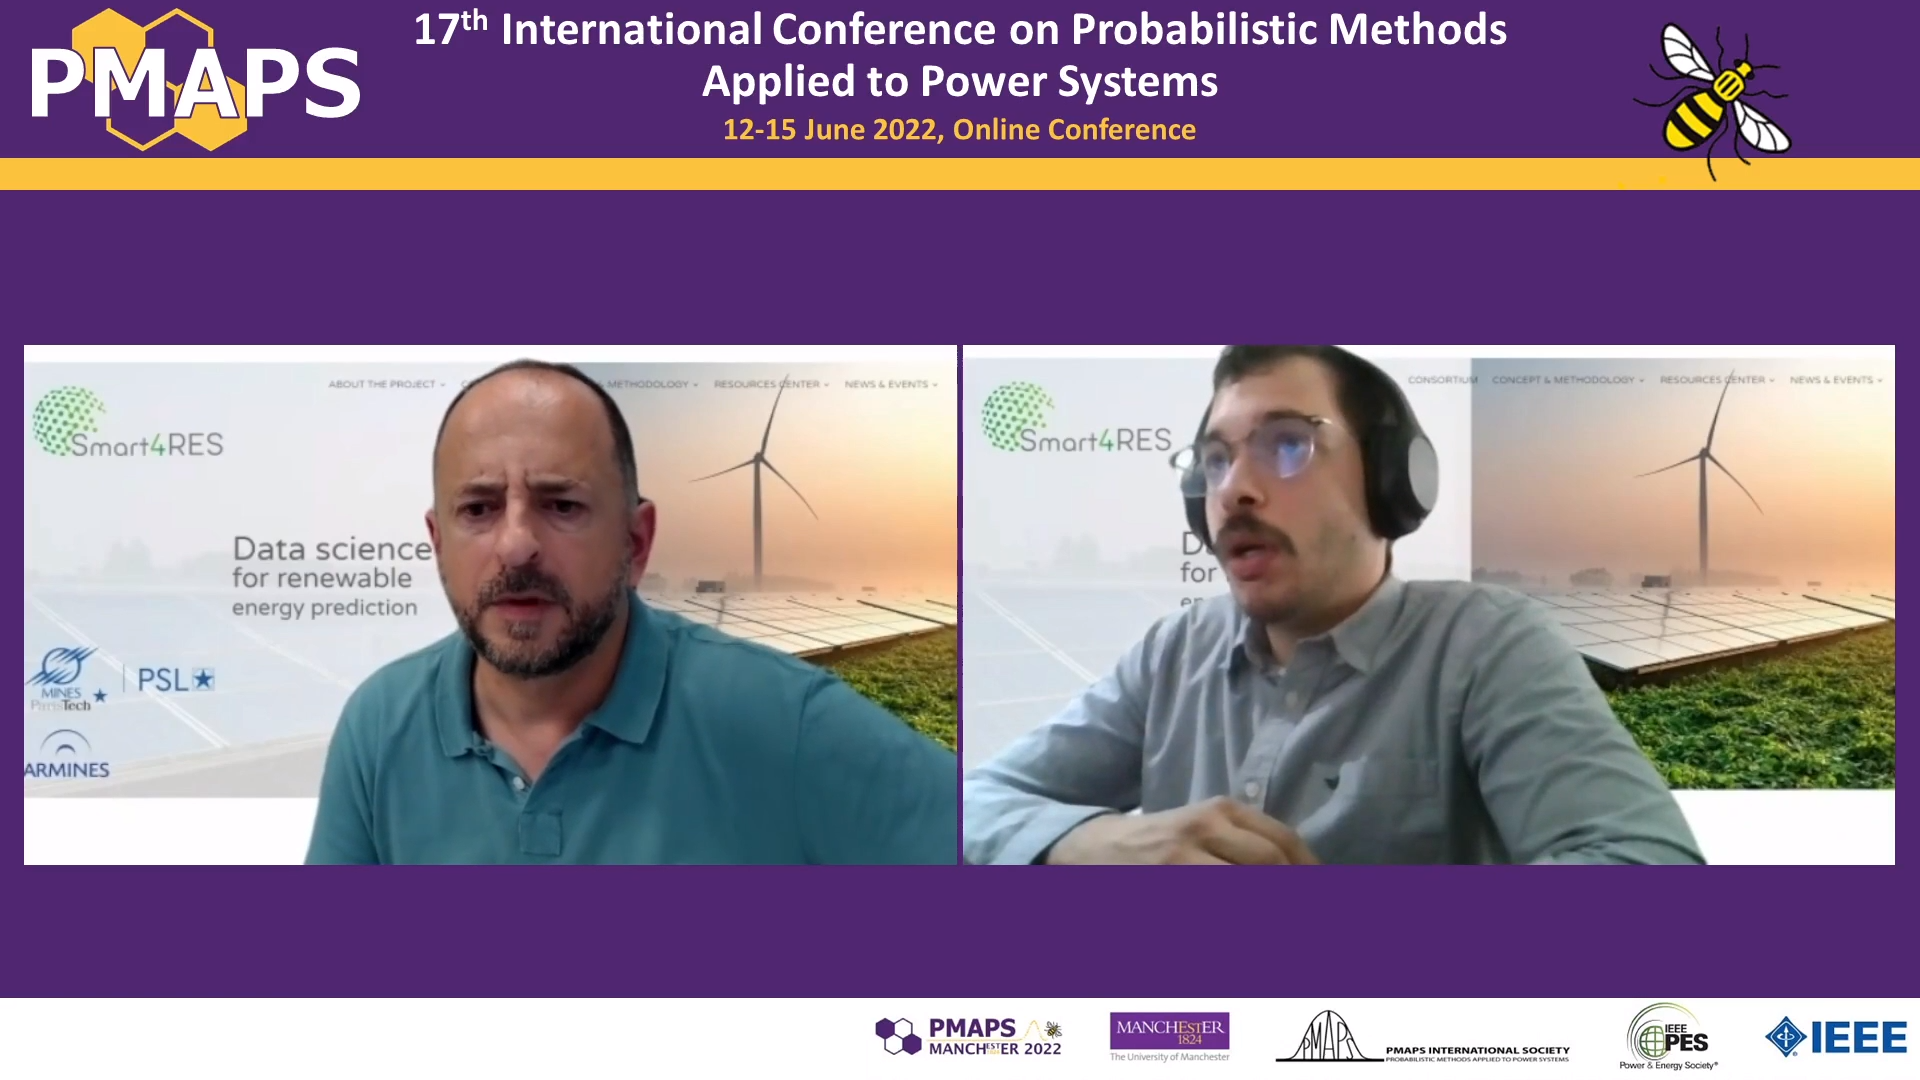 PMAPS
17th International Conference on Probabilistic Methods
Applied to Power Systems
12-15 June 2022, Online Conference
ABOUT THE PROJECT
METHODOLOGY
RESOURCES CENTER
NEWS & EVENTS
Smart4RES
Data science
for renewable
energy prediction
MINES
ParisTech
PSL
ARMINES
CONSORTIUM
CONCEPT & METHODOLOGY
RESOURCES CENTER
NEWS & EVENTS
Smart4RES
for
PMAPS
MANCHESTER 2022
MANCHESTER
1824
The University of Manchester
PMAPS
PMAPS INTERNATIONAL SOCIETY
PROBABILISTIC METHODS APPLIED TO POWER SYSTEMS
IEEE
PES
Power & Energy Society®
IEEE